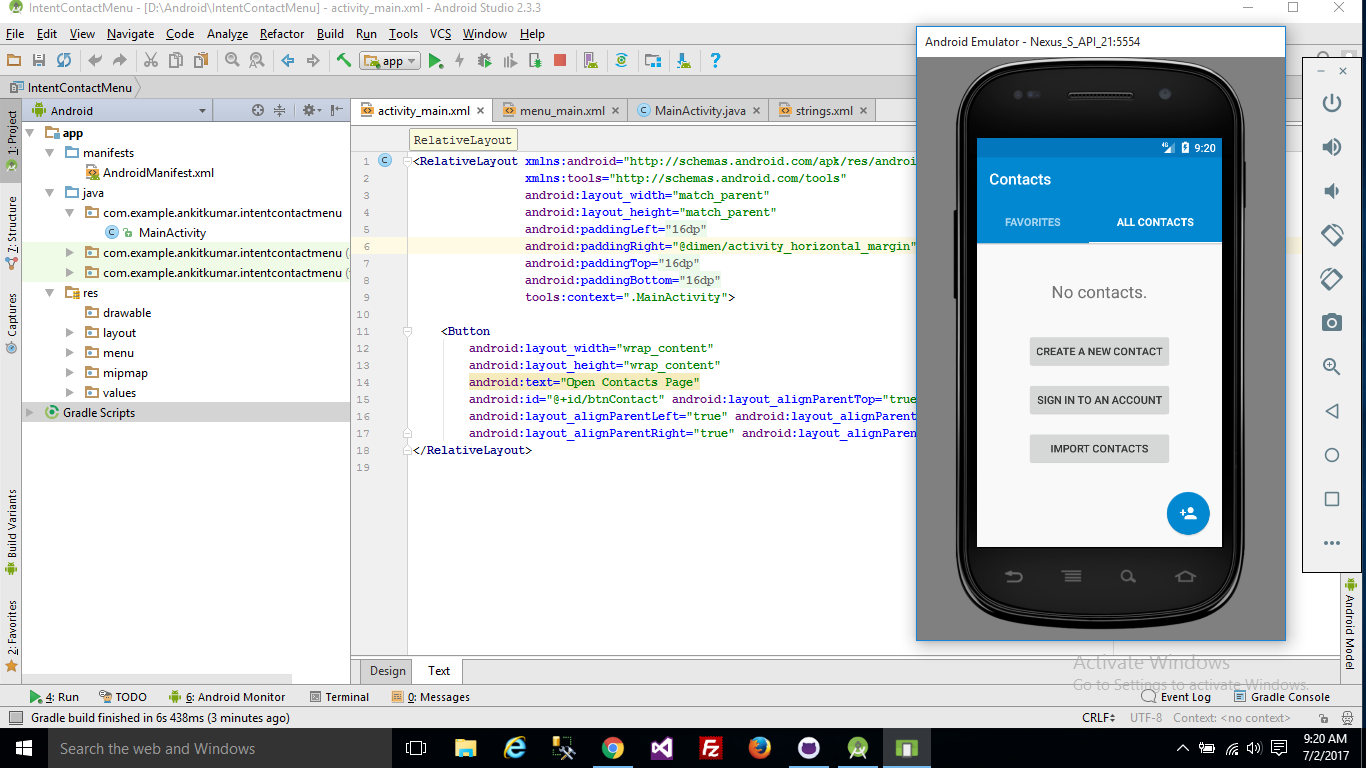 IntentContactMenu - [D:\Android\IntentContactMenu] - activity_main.xml - Android Studio 2.3.3
File Edit View Navigate Code Analyze Refactor Build Run Tools VCS Window Help
app
IntentContactMenu
Android
1: Project
7: Structure
Captures
Build Variants
2: Favorites
app
manifests
AndroidManifest.xml
java
com.example.ankitkumar.intentcontactmenu
MainActivity
com.example.ankitkumar.intentcontactmenu (
com.example.ankitkumar.intentcontactmenu (
res
drawable
layout
menu
mipmap
values
Gradle Scripts
activity_main.xml menu_main.xml MainActivity.java strings.xml
RelativeLayout
1 <RelativeLayout xmlns:android="http://schemas.android.com/apk/res/androi
2 xmlns:tools="http://schemas.android.com/tools"
3 android:layout_width="match_parent"
4 android:layout_height="match_parent"
5 android:paddingLeft="16dp"
6 android:paddingRight="@dimen/activity_horizontal_margin"
7 android:paddingTop="16dp"
8 android:paddingBottom="16dp"
9 tools:context=".MainActivity">
10
11 <Button
12 android:layout_width="wrap_content"
13 android:layout_height="wrap_content"
14 android:text="Open Contacts Page"
15 android:id="@+id/btnContact" android:layout_alignParentTop="true
16 android:layout_alignParentLeft="true" android:layout_alignParent
17 android:layout_alignParentRight="true" android:layout_alignParen
18 </RelativeLayout>
19
Design Text
Android Emulator - Nexus_S_API_21:5554
4G 9:20
Contacts
FAVORITES ALL CONTACTS
No contacts.
CREATE A NEW CONTACT
SIGN IN TO AN ACCOUNT
IMPORT CONTACTS
Android Model
Activate Windows
Go to Settings to activate Windows.
4: Run TODO 6: Android Monitor Terminal 0: Messages Event Log Gradle Console
Gradle build finished in 6s 438ms (3 minutes ago) CRLF UTF-8 Context: <no context>
Search the web and Windows
9:20 AM
7/2/2017